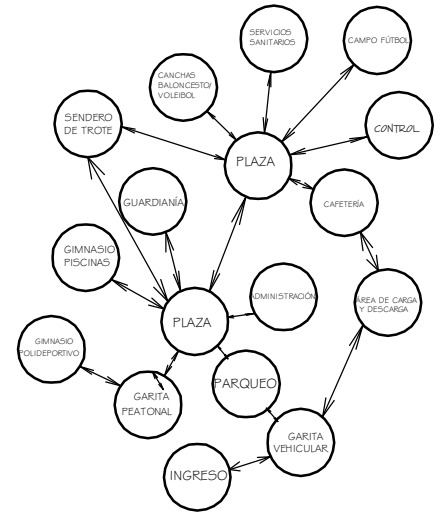 SERVICIOS
SANITARIOS
CAMPO FÚTBOL
CANCHAS
BALONCESTO/
VOLEIBOL
SENDERO
DE TROTE
CONTROL
PLAZA
GUARDIANÍA
CAFETERÍA
GIMNASIO
PISCINAS
ADMINISTRACIÓN
ÁREA DE CARGA
Y DESCARGA
PLAZA
GIMNASIO
POLIDEPORTIVO
PARQUEO
GARITA
PEATONAL
GARITA
VEHICULAR
INGRESO